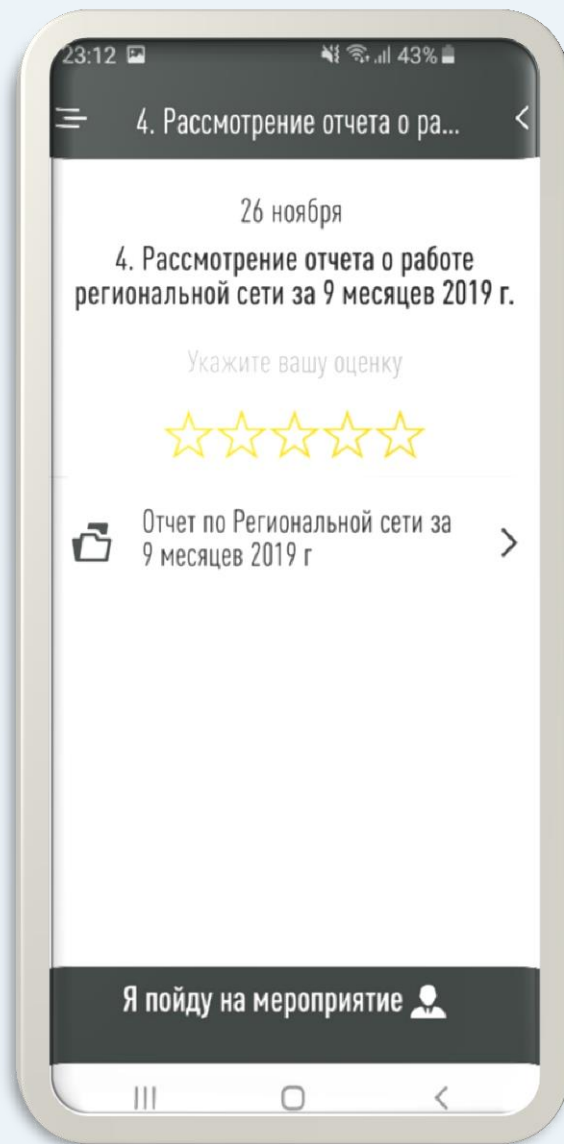 23:12 43%
4. Рассмотрение отчета о ра...
26 ноября
4. Рассмотрение отчета о работе
региональной сети за 9 месяцев 2019 г.
Укажите вашу оценку
Отчет по Региональной сети за
9 месяцев 2019 г
Я пойду на мероприятие